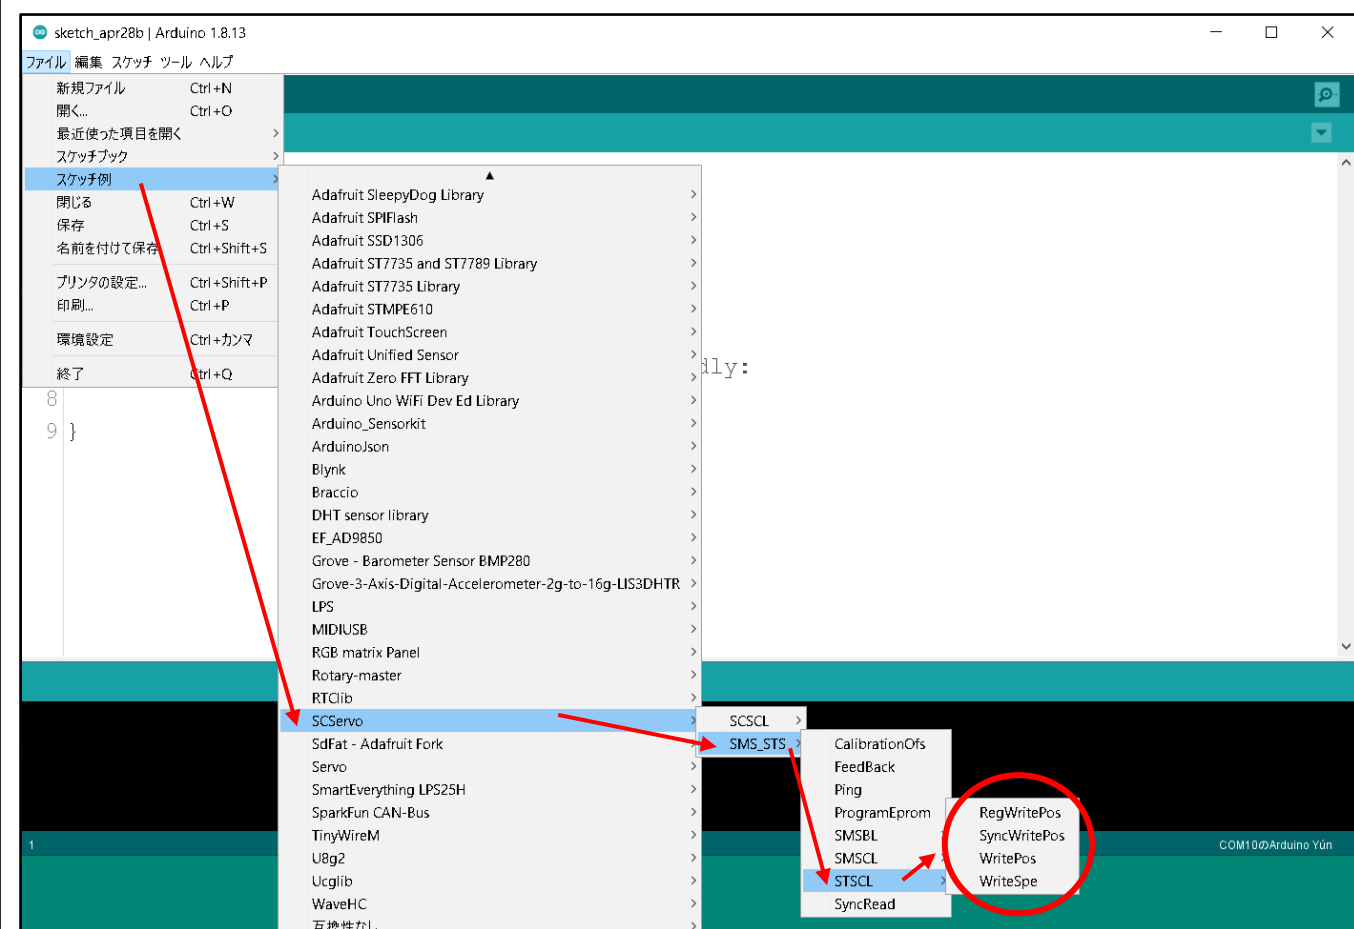 sketch_apr28b | Arduino 1.8.13
ファイル 編集 スケッチ ツール ヘルプ
新規ファイル Ctrl+N
開く... Ctrl+O
最近使った項目を開く
スケッチブック
スケッチ例
閉じる Ctrl+W
保存 Ctrl+S
名前を付けて保存 Ctrl+Shift+S
プリンタの設定... Ctrl+Shift+P
印刷... Ctrl+P
環境設定 Ctrl+カンマ
終了 Ctrl+Q
Adafruit SleepyDog Library
Adafruit SPIFlash
Adafruit SSD1306
Adafruit ST7735 and ST7789 Library
Adafruit ST7735 Library
Adafruit STMPE610
Adafruit TouchScreen
Adafruit Unified Sensor
Adafruit Zero FFT Library
Arduino Uno WiFi Dev Ed Library
Arduino_Sensorkit
ArduinoJson
Blynk
Braccio
DHT sensor library
EF_AD9850
Grove - Barometer Sensor BMP280
Grove-3-Axis-Digital-Accelerometer-2g-to-16g-LIS3DHTR
LPS
MIDIUSB
RGB matrix Panel
Rotary-master
RTClib
SCServo
SdFat - Adafruit Fork
Servo
SmartEverything LPS25H
SparkFun CAN-Bus
TinyWireM
U8g2
Ucglib
WaveHC
互換性なし
SCSCL
SMS_STS
CalibrationOfs
FeedBack
Ping
ProgramEprom
SMSBL
SMSCL
STSCL
SyncRead
RegWritePos
SyncWritePos
WritePos
WriteSpe
dly:
8
9 }
1
COM10のArduino Yún